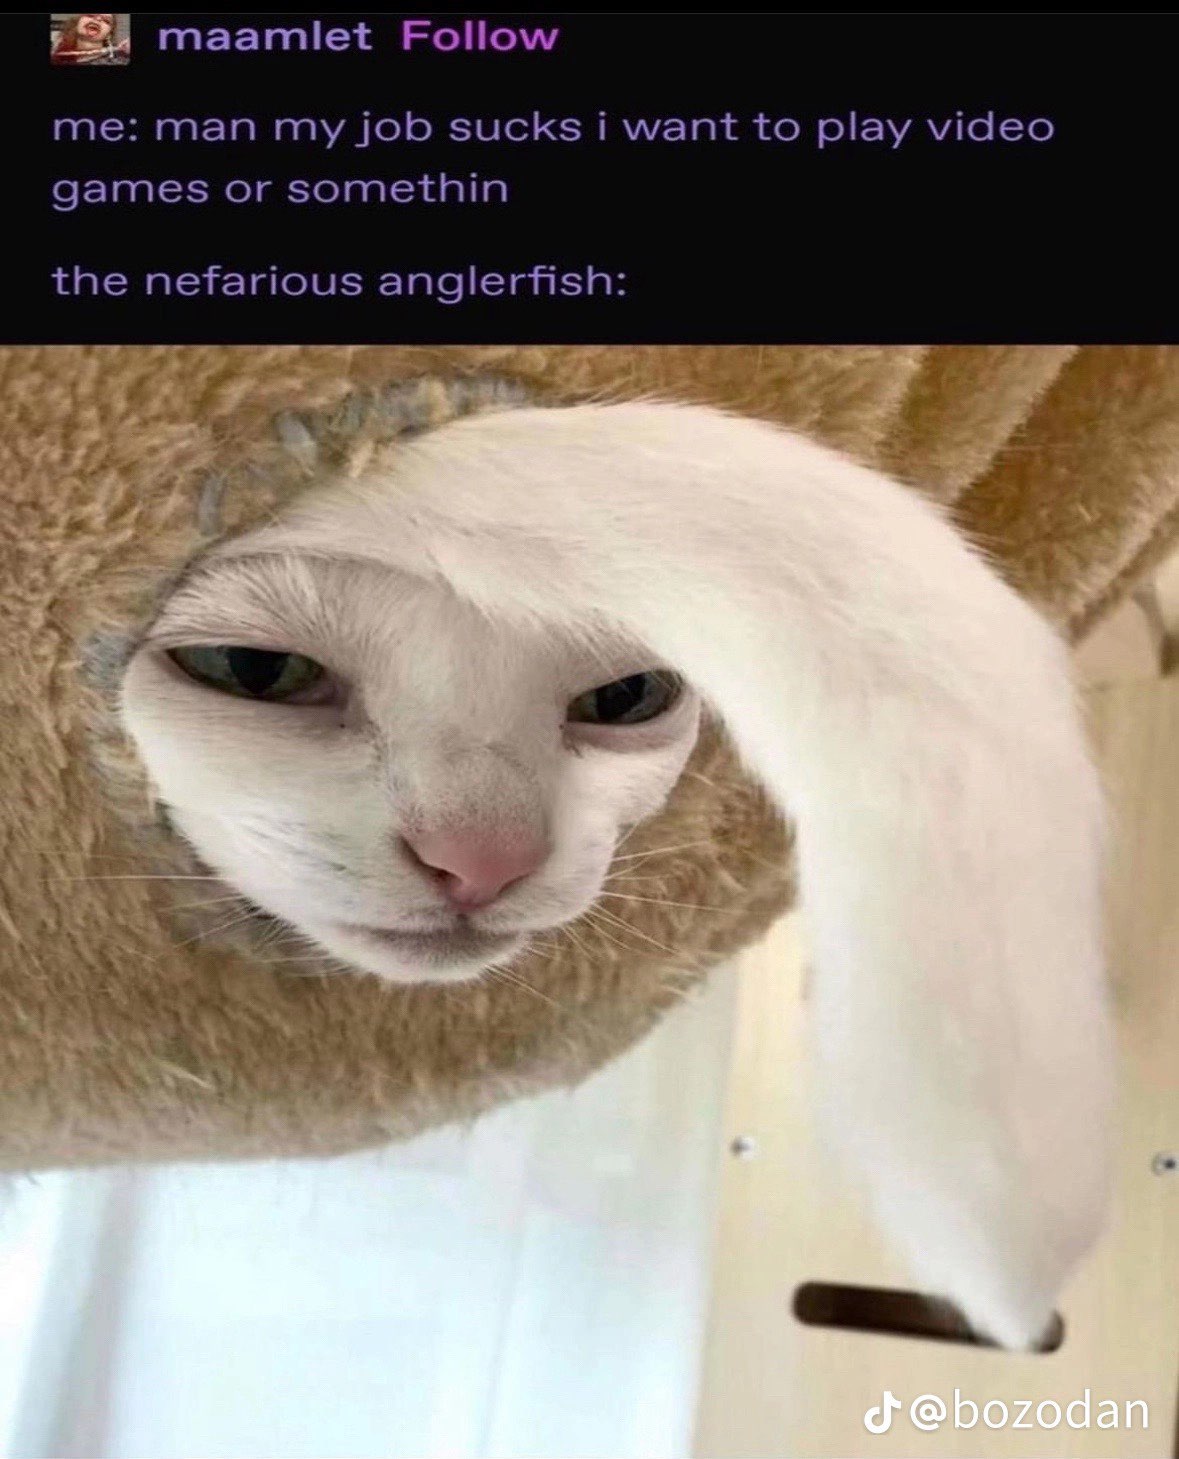 maamlet Follow
me: man my job sucks i want to play video
games or somethin
the nefarious anglerfish:
@bozodan